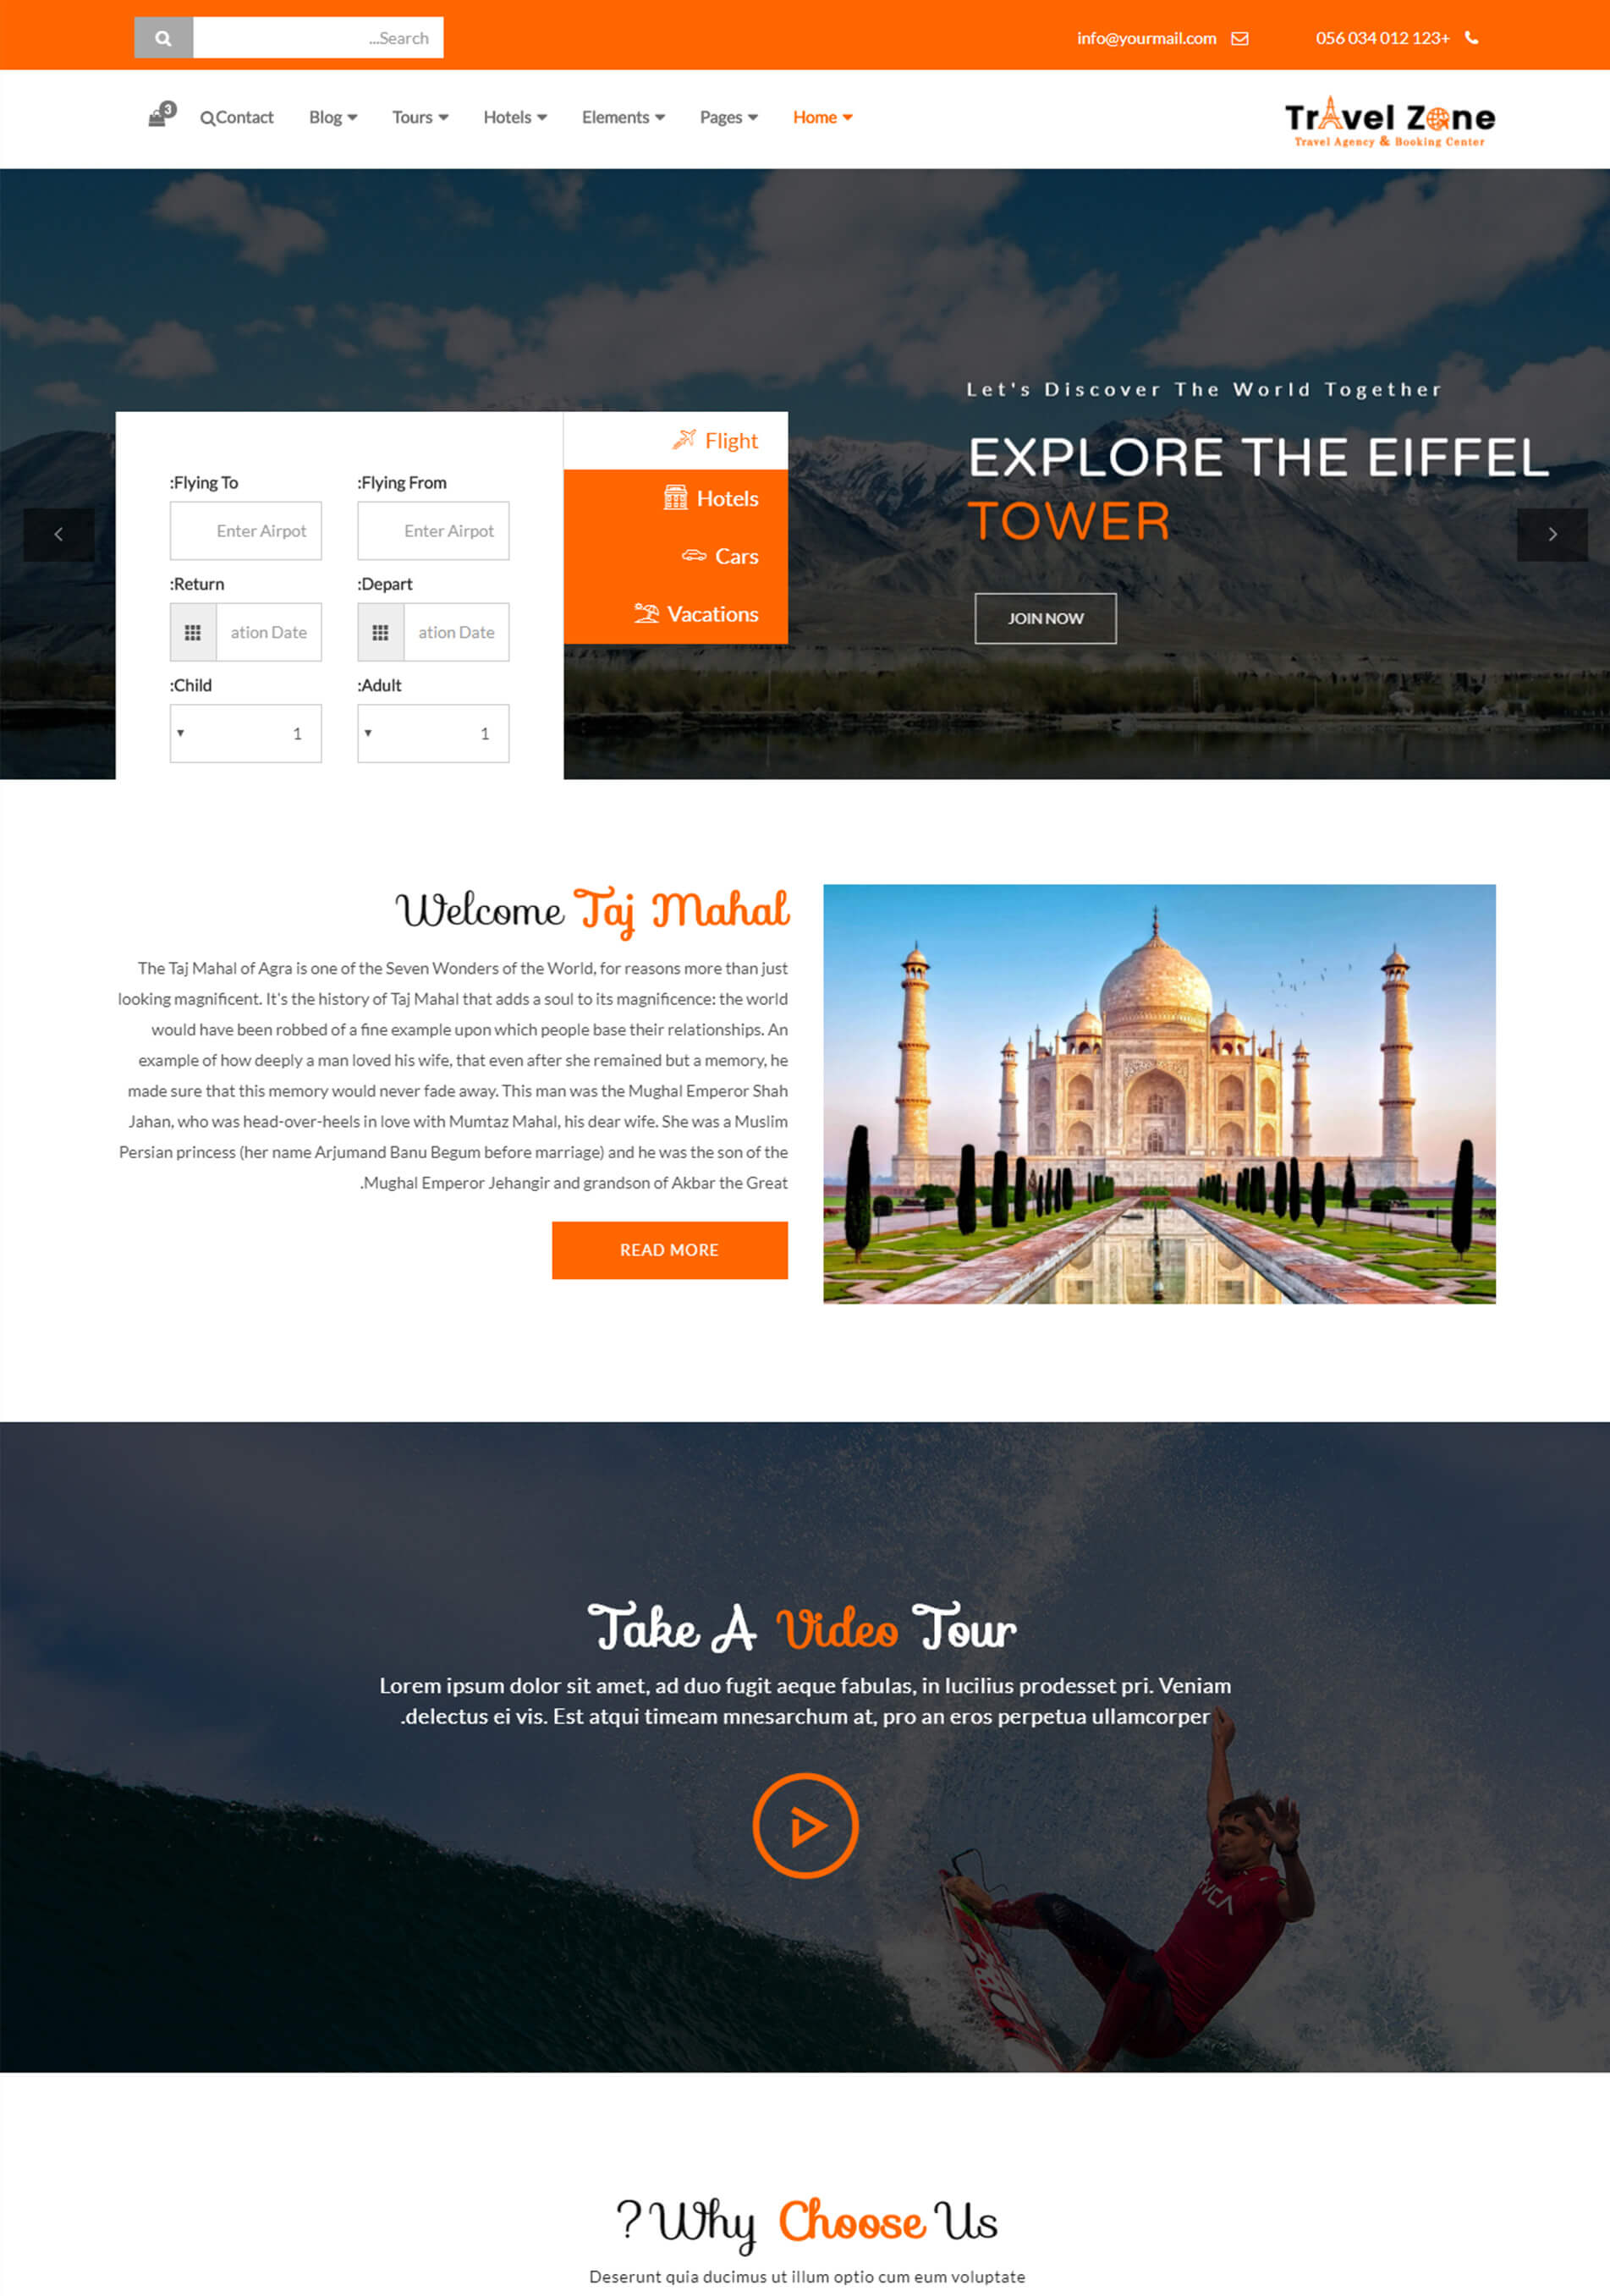 ...Search
info@yourmail.com
056 034 012 123+
3
Contact
Blog
Tours
Hotels
Elements
Pages
Home
TrAvel Zone
Travel Agency & Booking Center
Let's Discover The World Together
EXPLORE THE EIFFEL
TOWER
JOIN NOW
Flight
Hotels
Cars
Vacations
:Flying To
:Flying From
Enter Airpot
Enter Airpot
:Return
:Depart
ation Date
ation Date
:Child
:Adult
1
1
Welcome Taj Mahal
The Taj Mahal of Agra is one of the Seven Wonders of the World, for reasons more than just
looking magnificent. It's the history of Taj Mahal that adds a soul to its magnificence: the world
would have been robbed of a fine example upon which people base their relationships. An
example of how deeply a man loved his wife, that even after she remained but a memory, he
made sure that this memory would never fade away. This man was the Mughal Emperor Shah
Jahan, who was head-over-heels in love with Mumtaz Mahal, his dear wife. She was a Muslim
Persian princess (her name Arjumand Banu Begum before marriage) and he was the son of the
.Mughal Emperor Jehangir and grandson of Akbar the Great
READ MORE
Take A Video Tour
Lorem ipsum dolor sit amet, ad duo fugit aeque fabulas, in lucilius prodesset pri. Veniam
.delectus ei vis. Est atqui timeam mnesarchum at, pro an eros perpetua ullamcorper
RVCA
? Why Choose Us
Deserunt quia ducimus ut illum optio cum eum voluptate